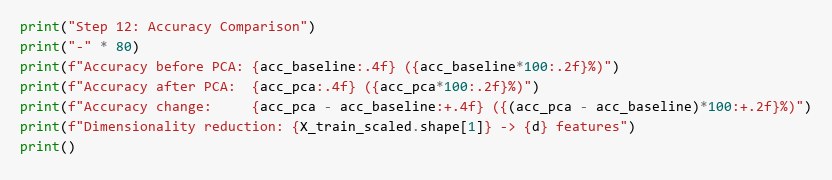 print("Step 12: Accuracy Comparison")
print("-" * 80)
print(f"Accuracy before PCA: {acc_baseline:.4f} ({acc_baseline*100:.2f}%)")
print(f"Accuracy after PCA:  {acc_pca:.4f} ({acc_pca*100:.2f}%)")
print(f"Accuracy change:     {acc_pca - acc_baseline:+.4f} ({(acc_pca - acc_baseline)*100:+.2f}%)")
print(f"Dimensionality reduction: {X_train_scaled.shape[1]} -> {d} features")
print()